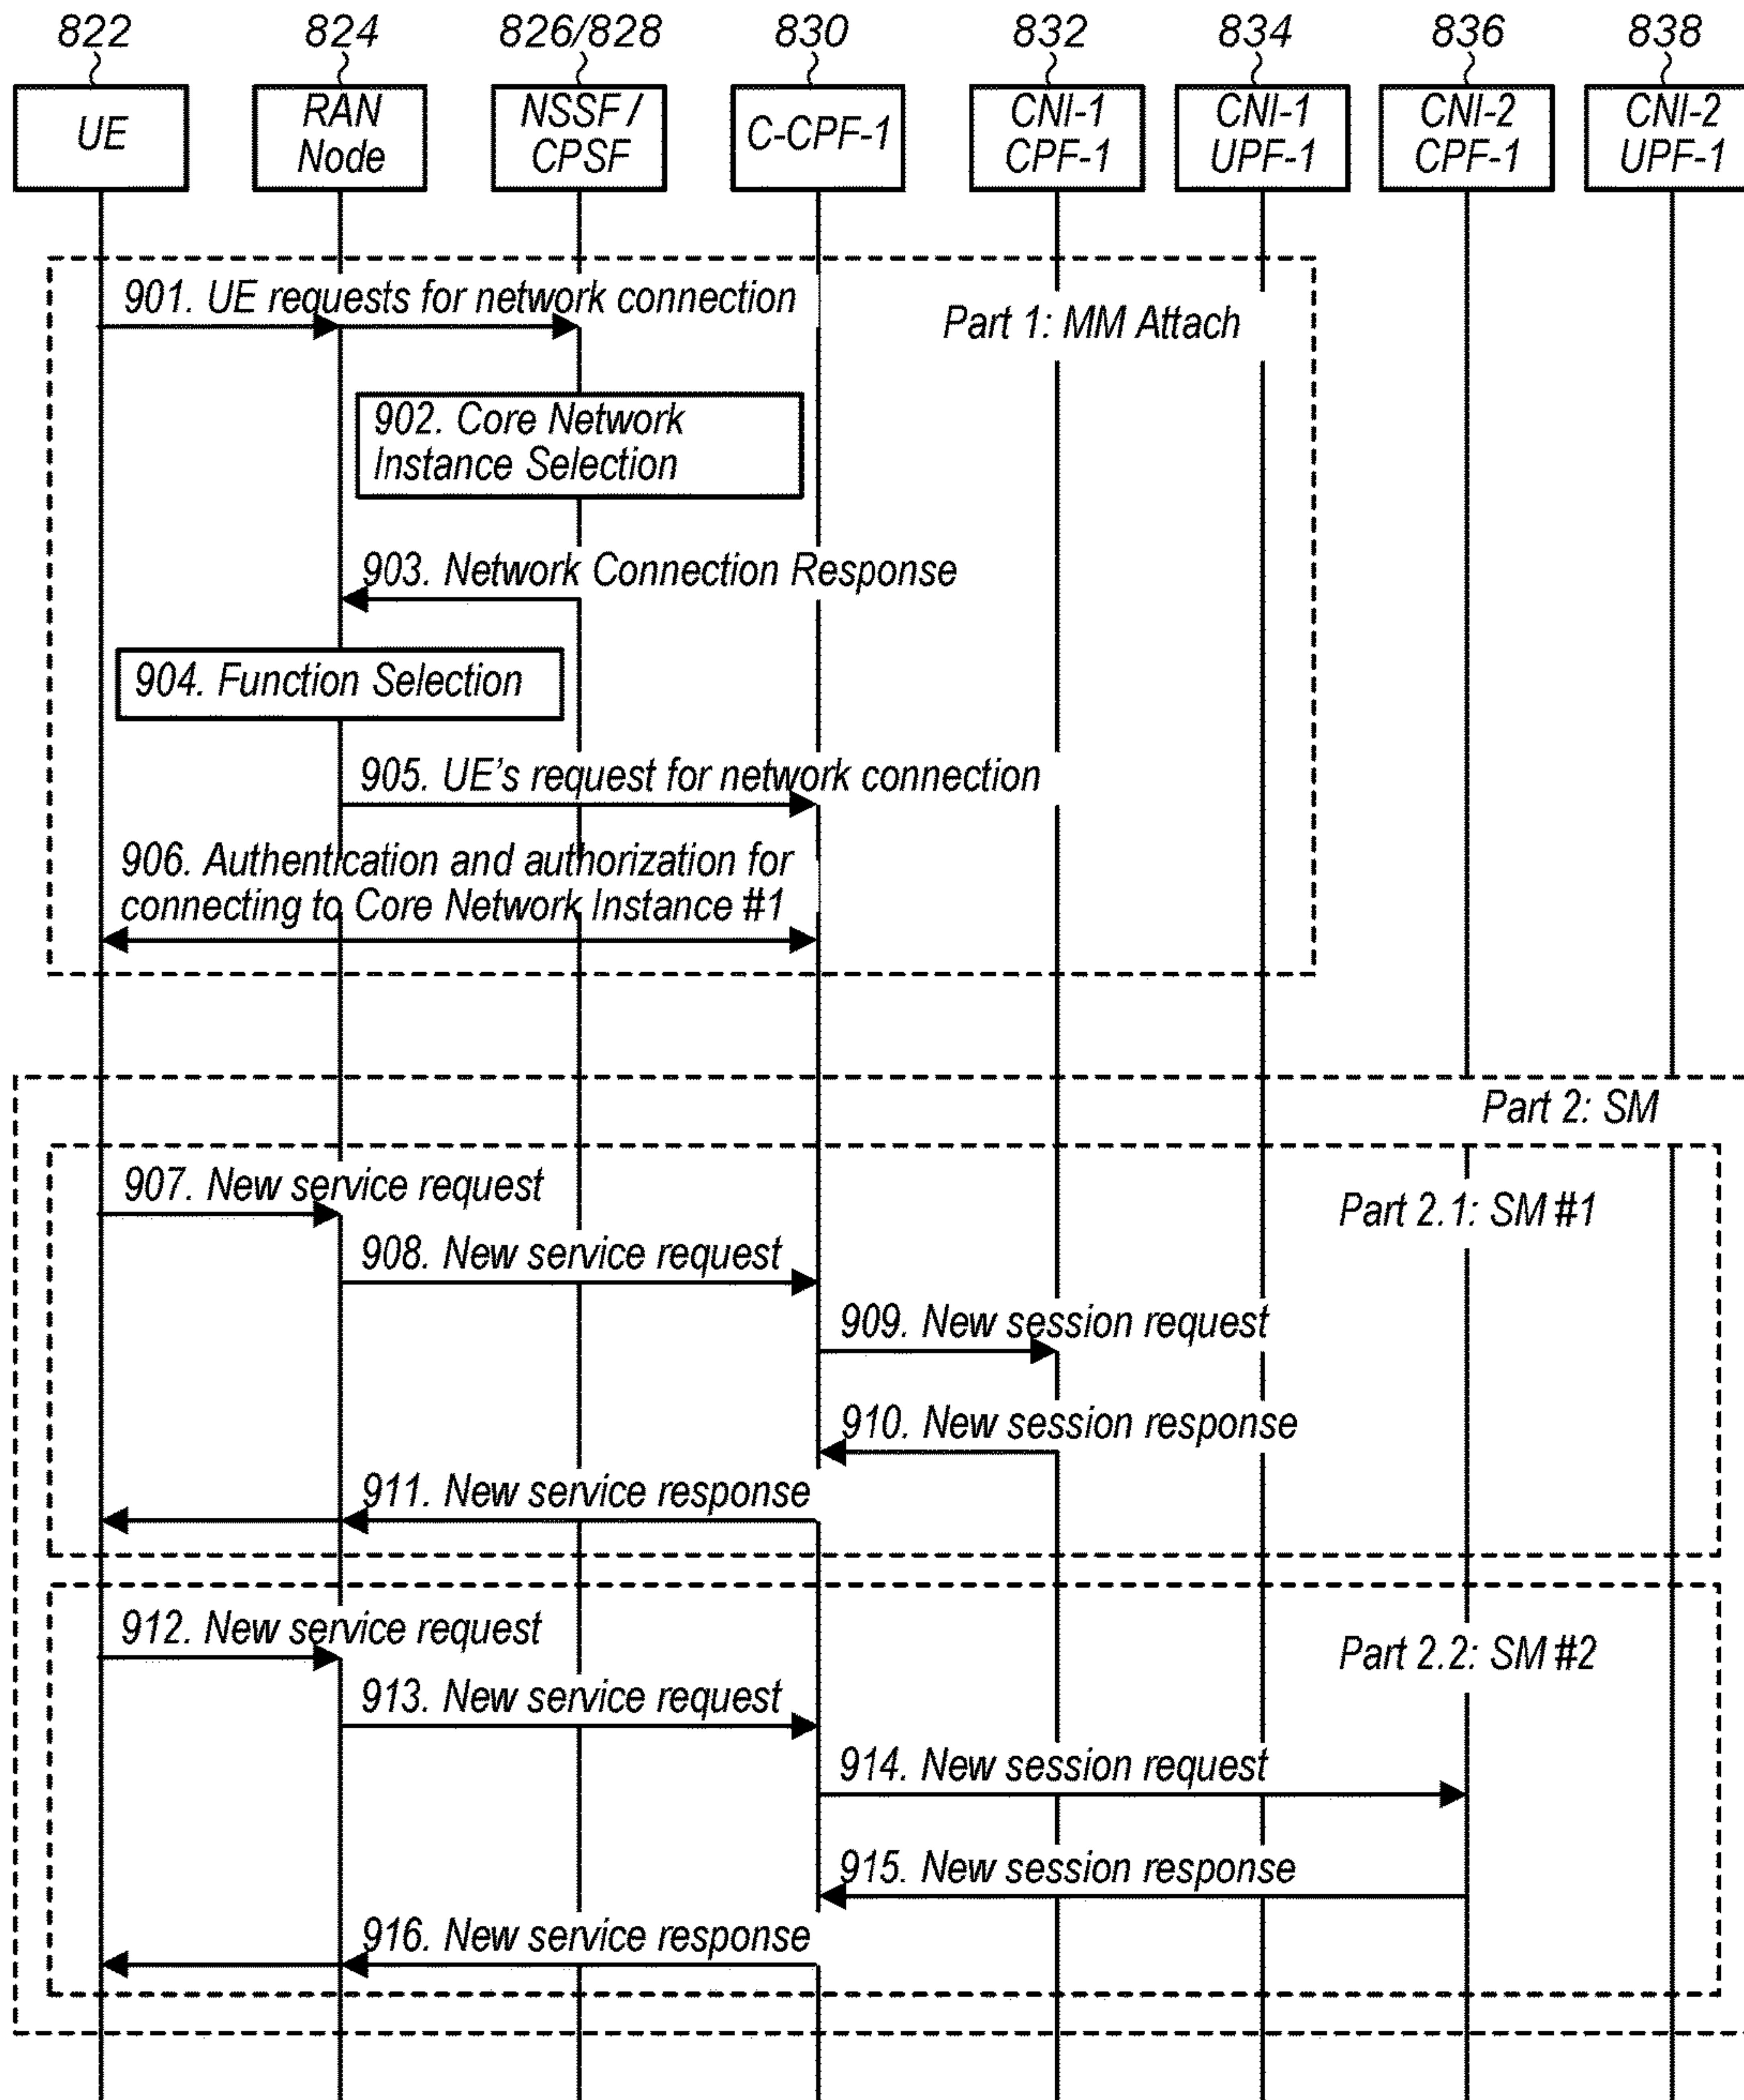 822
824
826/828
830
832
834
836
838
UE
RAN
Node
NSSF /
CPSF
C-CPF-1
CNI-1
CPF-1
CNI-1
UPF-1
CNI-2
CPF-1
CNI-2
UPF-1
901. UE requests for network connection
Part 1: MM Attach
902. Core Network
Instance Selection
903. Network Connection Response
904. Function Selection
905. UE's request for network connection
906. Authentication and authorization for
connecting to Core Network Instance #1
Part 2: SM
907. New service request
Part 2.1: SM #1
908. New service request
909. New session request
910. New session response
911. New service response
912. New service request
Part 2.2: SM #2
913. New service request
914. New session request
915. New session response
916. New service response